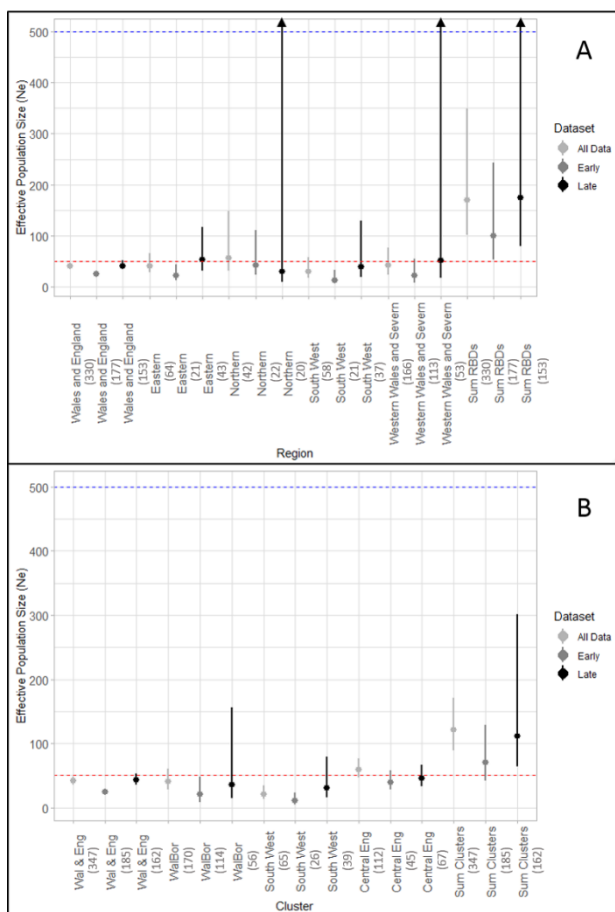 A
Effective Population Size (Ne)
500
400
300
200
100
0
Dataset
All Data
Early
Late
Wales and England
(330)
Wales and England
(177)
Wales and England
(153)
Eastern
(64)
Eastern
(21)
Eastern
(43)
Northern
(42)
Northern
(22)
Northern
(20)
South West
(58)
South West
(21)
South West
(37)
Western Wales and Severn
(166)
Western Wales and Severn
(113)
Western Wales and Severn
(53)
Sum RBDs
(330)
Sum RBDs
(177)
Sum RBDs
(153)
Region
B
Effective Population Size (Ne)
500
400
300
200
100
0
Dataset
All Data
Early
Late
Wal & Eng
(347)
Wal & Eng
(185)
Wal & Eng
(162)
WalBor
(170)
WalBor
(114)
WalBor
(56)
South West
(65)
South West
(26)
South West
(39)
Central Eng
(112)
Central Eng
(45)
Central Eng
(67)
Sum Clusters
(347)
Sum Clusters
(185)
Sum Clusters
(162)
Cluster